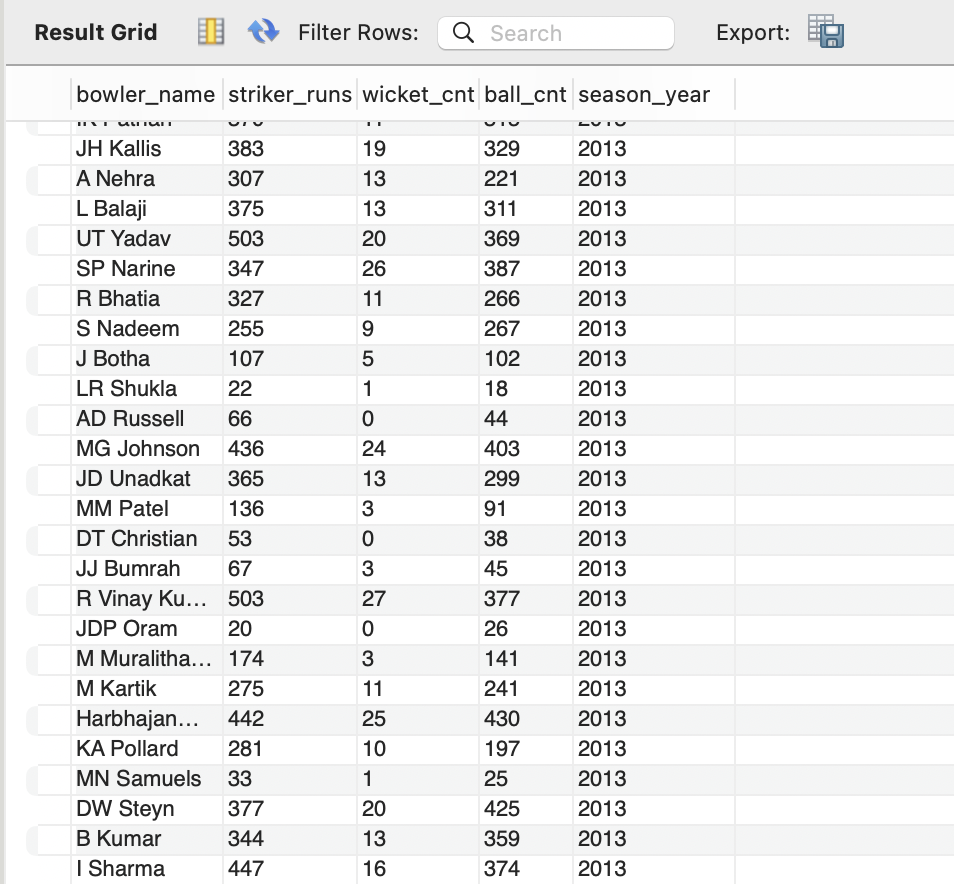 Result Grid Filter Rows: Search Export:
bowler_name striker_runs wicket_cnt ball_cnt season_year
JH Kallis 383 19 329 2013
A Nehra 307 13 221 2013
L Balaji 375 13 311 2013
UT Yadav 503 20 369 2013
SP Narine 347 26 387 2013
R Bhatia 327 11 266 2013
S Nadeem 255 9 267 2013
J Botha 107 5 102 2013
LR Shukla 22 1 18 2013
AD Russell 66 0 44 2013
MG Johnson 436 24 403 2013
JD Unadkat 365 13 299 2013
MM Patel 136 3 91 2013
DT Christian 53 0 38 2013
JJ Bumrah 67 3 45 2013
R Vinay Ku... 503 27 377 2013
JDP Oram 20 0 26 2013
M Muralitha... 174 3 141 2013
M Kartik 275 11 241 2013
Harbhajan... 442 25 430 2013
KA Pollard 281 10 197 2013
MN Samuels 33 1 25 2013
DW Steyn 377 20 425 2013
B Kumar 344 13 359 2013
I Sharma 447 16 374 2013